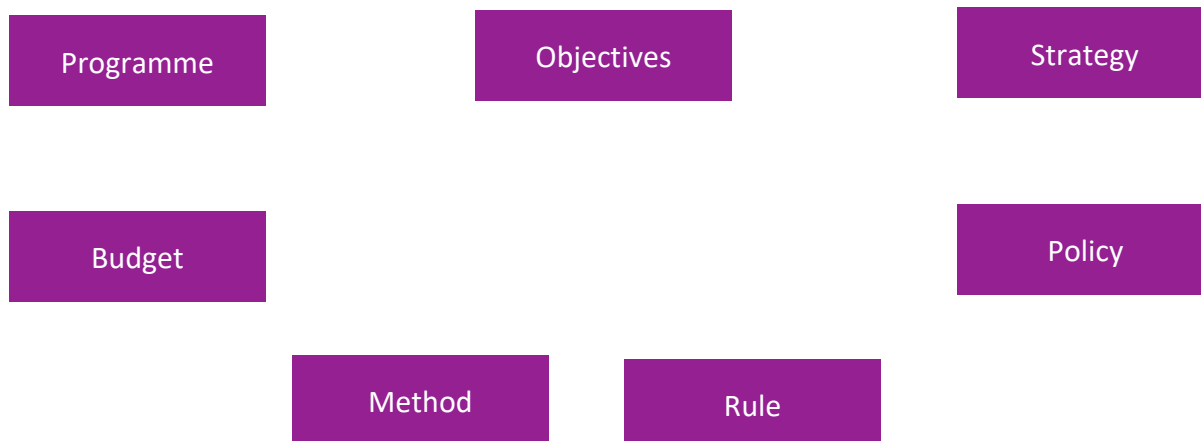 Programme
Objectives
Strategy
Budget
Policy
Method
Rule